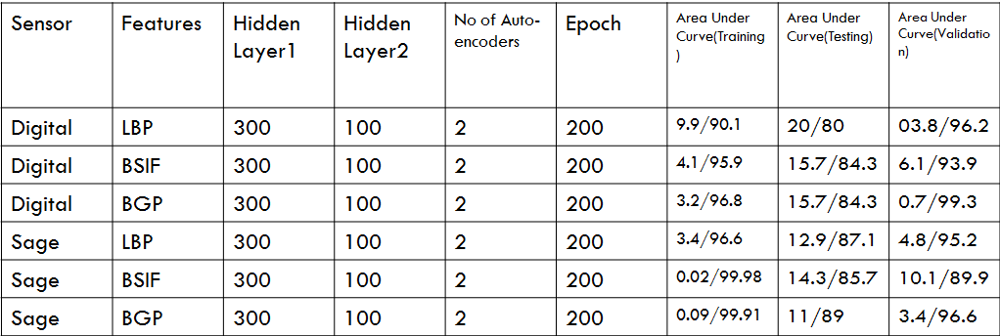 Sensor Features Hidden Layer1 Hidden Layer2 No of Auto-encoders Epoch Area Under Curve(Training) Area Under Curve(Testing) Area Under Curve(Validation)
Digital LBP 300 100 2 200 9.9/90.1 20/80 03.8/96.2
Digital BSIF 300 100 2 200 4.1/95.9 15.7/84.3 6.1/93.9
Digital BGP 300 100 2 200 3.2/96.8 15.7/84.3 0.7/99.3
Sage LBP 300 100 2 200 3.4/96.6 12.9/87.1 4.8/95.2
Sage BSIF 300 100 2 200 0.02/99.98 14.3/85.7 10.1/89.9
Sage BGP 300 100 2 200 0.09/99.91 11/89 3.4/96.6